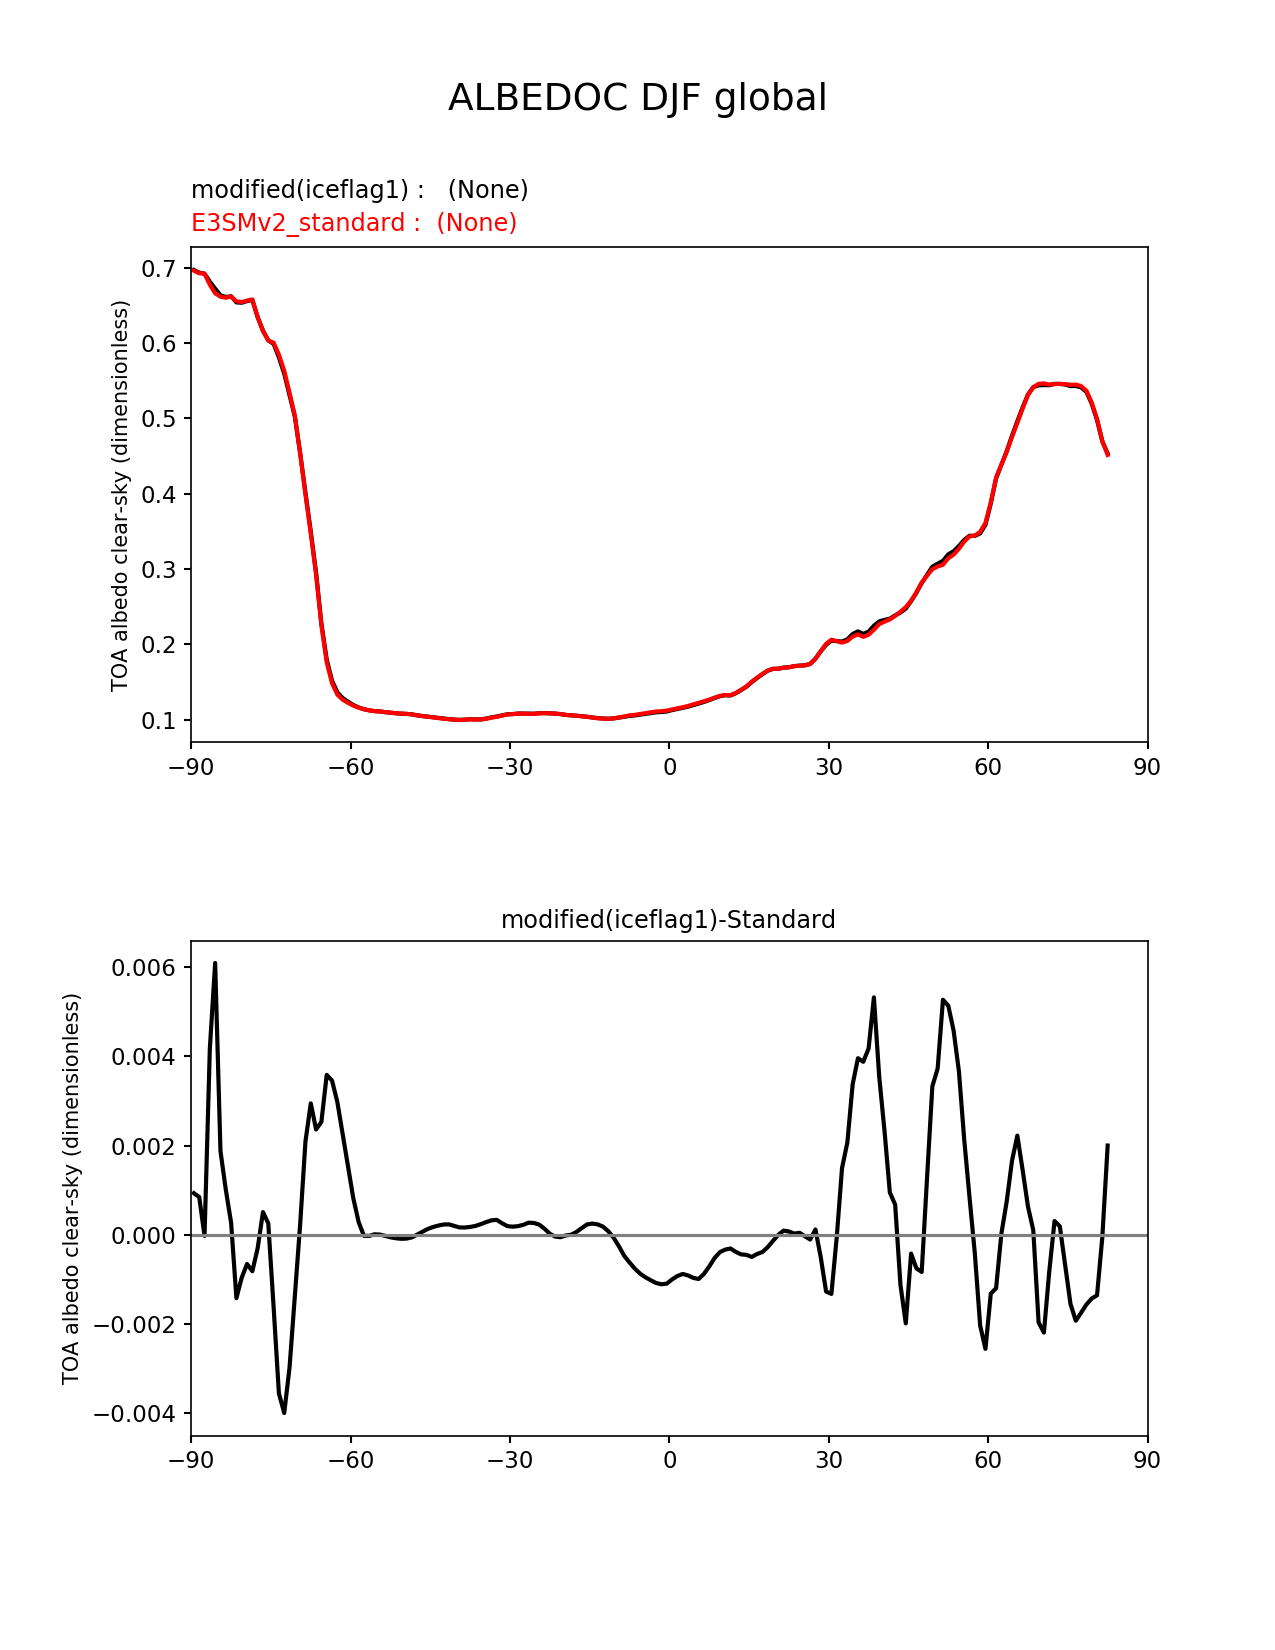 ALBEDOC DJF global
modified(iceflag1) :   (None)
E3SMv2_standard :  (None)
TOA albedo clear-sky (dimensionless)
0.7
0.6
0.5
0.4
0.3
0.2
0.1
−90 −60 −30 0 30 60 90
modified(iceflag1)-Standard
TOA albedo clear-sky (dimensionless)
0.006
0.004
0.002
0.000
−0.002
−0.004
−90 −60 −30 0 30 60 90